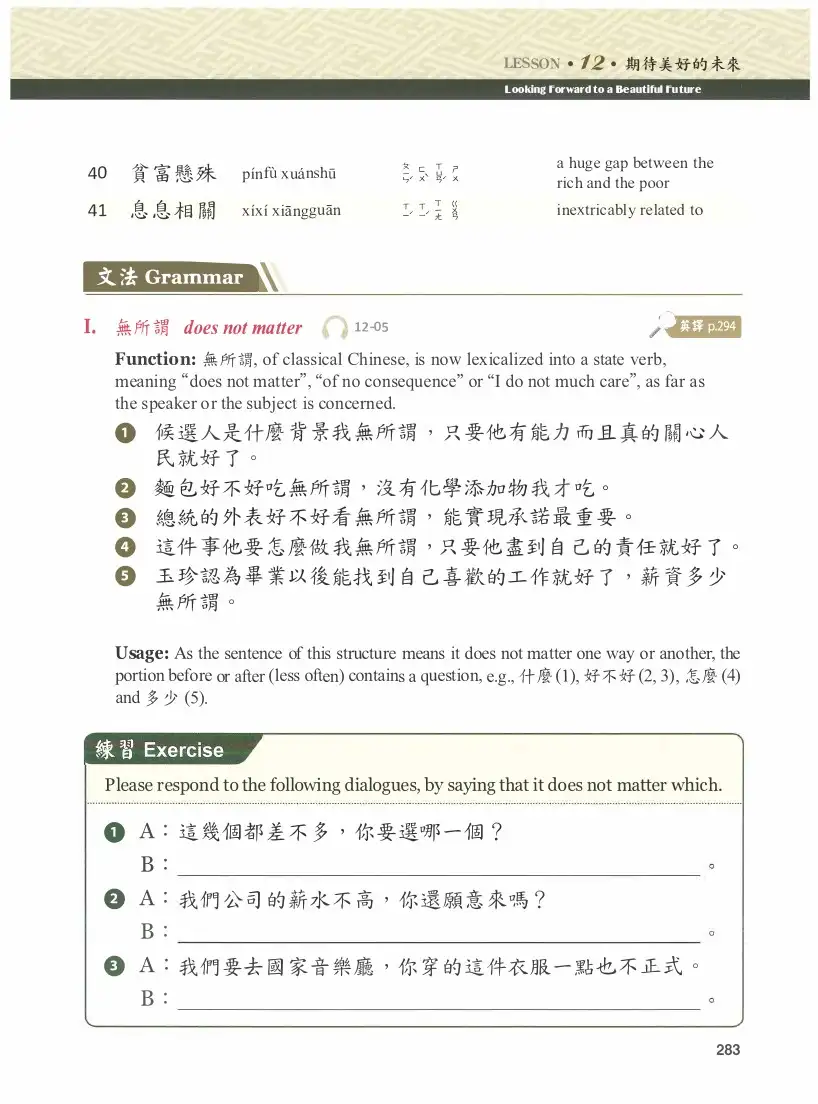 LESSON • 12 • 期待美好的未來
Looking Forward to a Beautiful Future
40 貧富懸殊 pínfù xuánshū ㄆㄧㄣˊ ㄈㄨˋ ㄒㄩㄢˊ ㄕㄨ a huge gap between the
rich and the poor
41 息息相關 xíxí xiāngguān ㄒㄧˊ ㄒㄧˊ ㄒㄧㄤ ㄍㄨㄢ inextricably related to
文法 Grammar
I. 無所謂 does not matter 12-05 英譯 p.294
Function: 無所謂, of classical Chinese, is now lexicalized into a state verb,
meaning “does not matter”, “of no consequence” or “I do not much care”, as far as
the speaker or the subject is concerned.
1 候選人是什麼背景我無所謂，只要他有能力而且真的關心人
民就好了。
2 麵包好不好吃無所謂，沒有化學添加物我才吃。
3 總統的外表好不好看無所謂，能實現承諾最重要。
4 這件事他要怎麼做我無所謂，只要他盡到自己的責任就好了。
5 玉珍認為畢業以後能找到自己喜歡的工作就好了，薪資多少
無所謂。
Usage: As the sentence of this structure means it does not matter one way or another, the
portion before or after (less often) contains a question, e.g., 什麼 (1), 好不好 (2, 3), 怎麼 (4)
and 多少 (5).
練習 Exercise
Please respond to the following dialogues, by saying that it does not matter which.
1 A：這幾個都差不多，你要選哪一個？
B：。
2 A：我們公司的薪水不高，你還願意來嗎？
B：。
3 A：我們要去國家音樂廳，你穿的這件衣服一點也不正式。
B：。
283